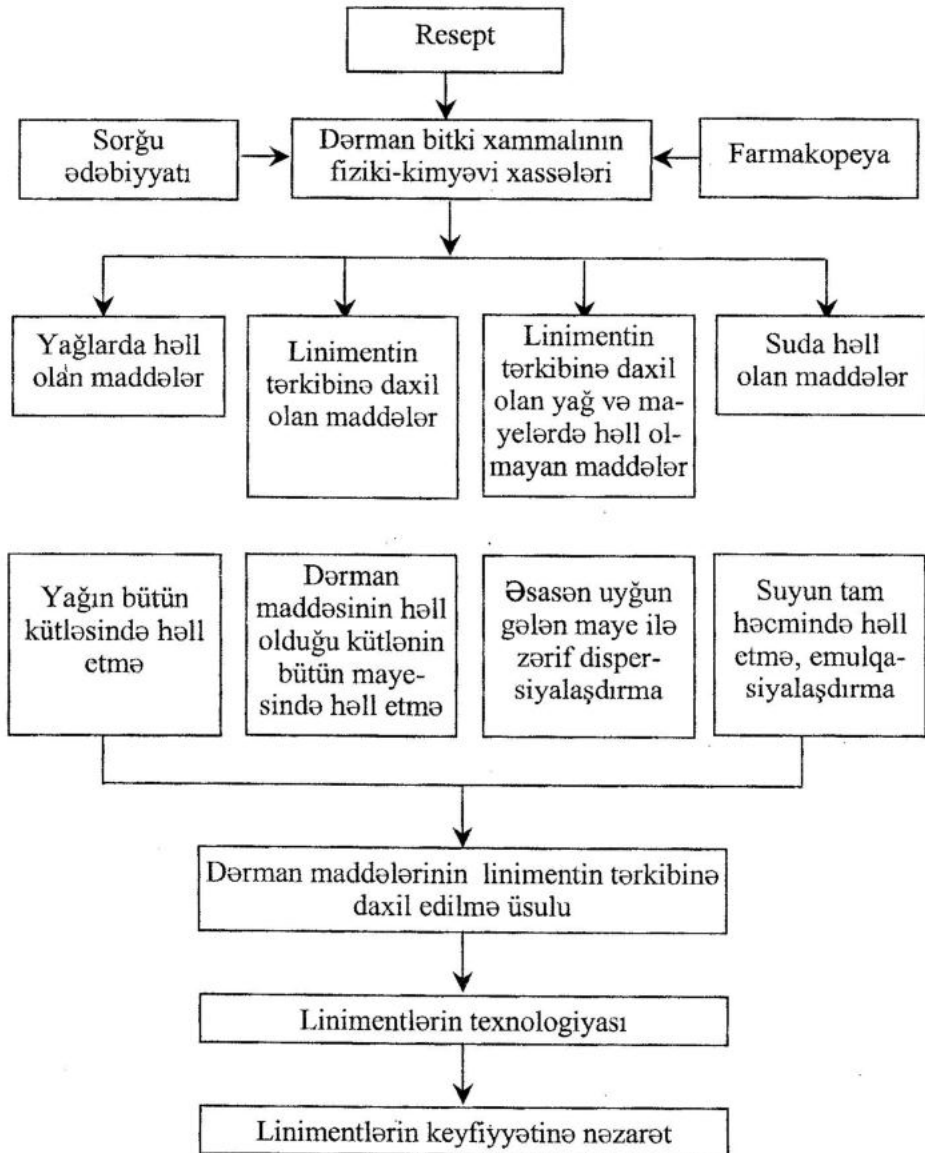 Resept
Sorğu
ədəbiyyatı
Dərman bitki xammalının
fiziki-kimyəvi xassələri
Farmakopeya
Yağlarda həll
olan maddələr
Linimentin
tərkibinə daxil
olan maddələr
Linimentin
tərkibinə daxil
olan yağ və ma-
yelərdə həll ol-
mayan maddələr
Suda həll
olan maddələr
Yağın bütün
kütləsində həll
etmə
Dərman
maddəsinin həll
olduğu kütlənin
bütün maye-
sində həll etmə
Əsasən uyğun
gələn maye ilə
zərif disper-
siyalaşdırma
Suyun tam
həcmində həll
etmə, emulqa-
siyalaşdırma
Dərman maddələrinin linimentin tərkibinə
daxil edilmə üsulu
Linimentlərin texnologiyası
Linimentlərin keyfiyyətinə nəzarət